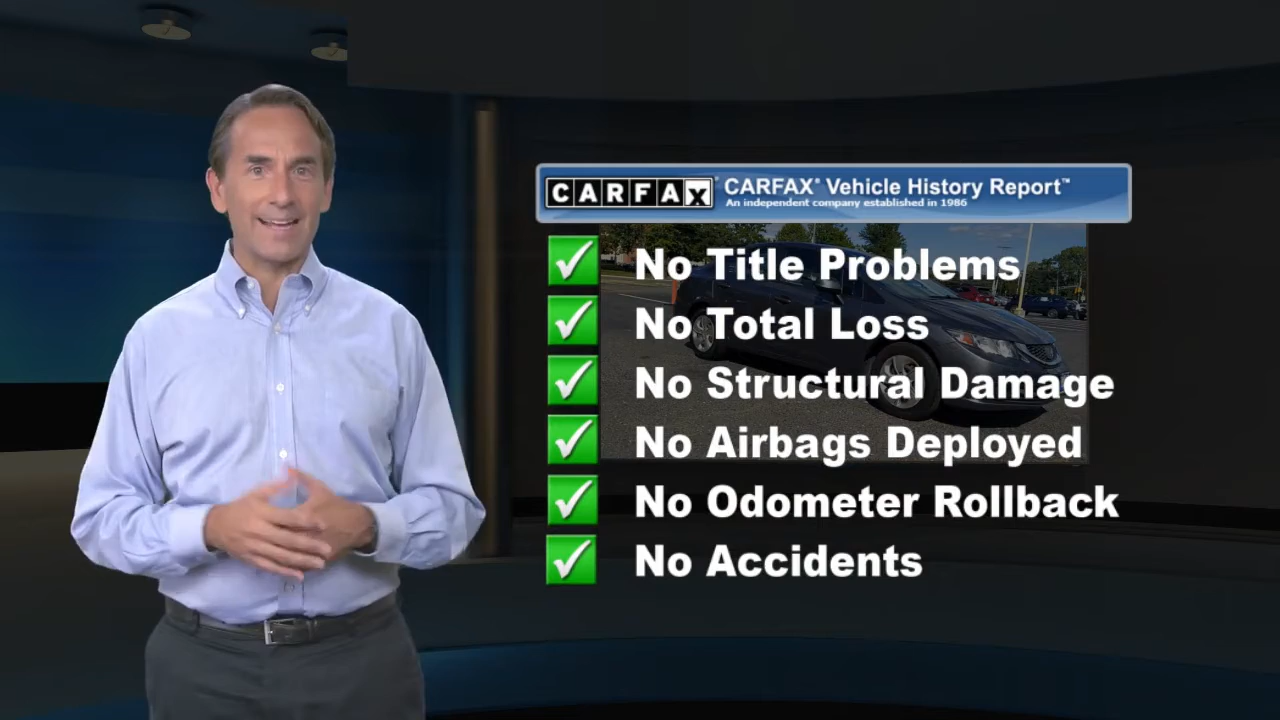 CARFAX CARFAX® Vehicle History Report™
An independent company established in 1986
No Title Problems
No Total Loss
No Structural Damage
No Airbags Deployed
No Odometer Rollback
No Accidents